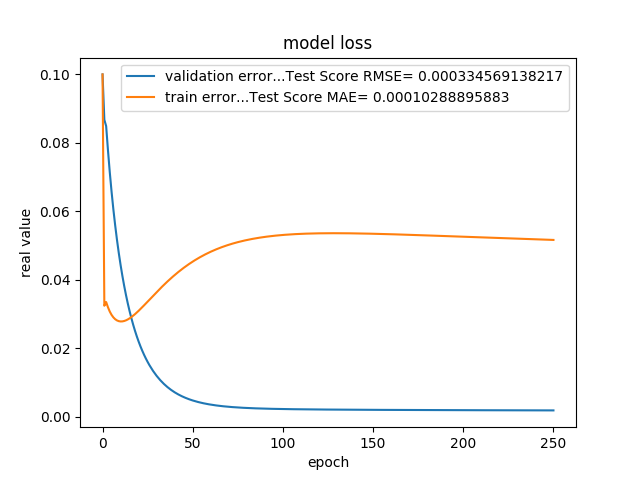 model loss
validation error...Test Score RMSE= 0.000334569138217
train error...Test Score MAE= 0.00010288895883
0.10
0.08
0.06
0.04
0.02
0.00
real value
0
50
100
150
200
250
epoch